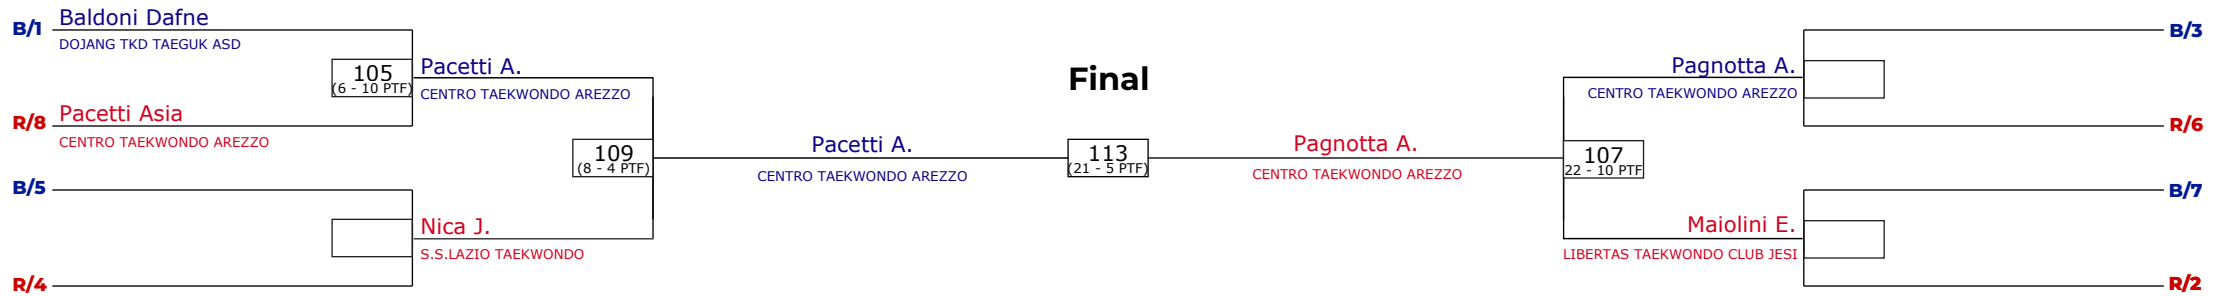 B/1
Baldoni Dafne
DOJANG TKD TAEGUK ASD
105
(6 - 10 PTF)
Pacetti A.
CENTRO TAEKWONDO AREZZO
R/8
Pacetti Asia
CENTRO TAEKWONDO AREZZO
109
(8 - 4 PTF)
B/5
Nica J.
S.S.LAZIO TAEKWONDO
R/4
Pacetti A.
CENTRO TAEKWONDO AREZZO
Final
113
(21 - 5 PTF)
Pagnotta A.
CENTRO TAEKWONDO AREZZO
Pagnotta A.
CENTRO TAEKWONDO AREZZO
B/3
R/6
107
22 - 10 PTF
Maiolini E.
LIBERTAS TAEKWONDO CLUB JESI
B/7
R/2